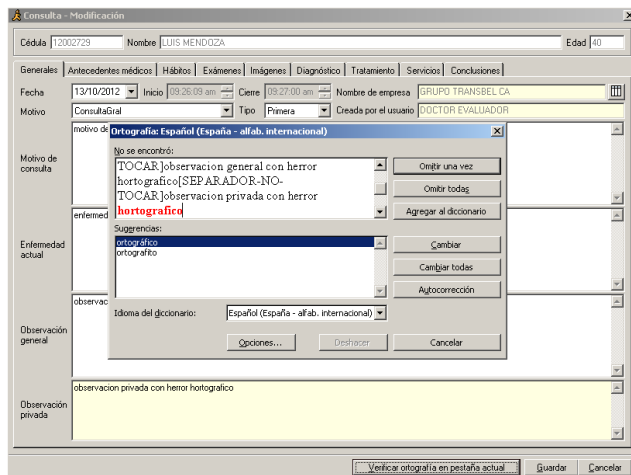 Consulta - Modificación
Cédula 12002729 Nombre LUIS MENDOZA Edad 40
Generales Antecedentes médicos Hábitos Exámenes Imágenes Diagnóstico Tratamiento Servicios Conclusiones
Fecha 13/10/2012 Inicio 09:26:09 am Cierre 09:27:00 am Nombre de empresa GRUPO TRANSBEL CA
Motivo ConsultaGral Tipo Primera Creada por el usuario DOCTOR EVALUADOR
Motivo de consulta
motivo de
Ortografía: Español (España - alfab. internacional)
No se encontró:
TOCAR]observacion general con herror
hortografico[SEPARADOR-NO-
TOCAR]observacion privada con herror
hortografico
Omitir una vez
Omitir todas
Agregar al diccionario
Sugerencias:
ortográfico
ortografito
Cambiar
Cambiar todas
Autocorrección
Idioma del diccionario: Español (España - alfab. internacional)
Opciones... Deshacer Cancelar
Enfermedad actual
enfermed
Observación general
observac
Observación privada
observacion privada con herror hortografico
Verificar ortografía en pestaña actual Guardar Cancelar